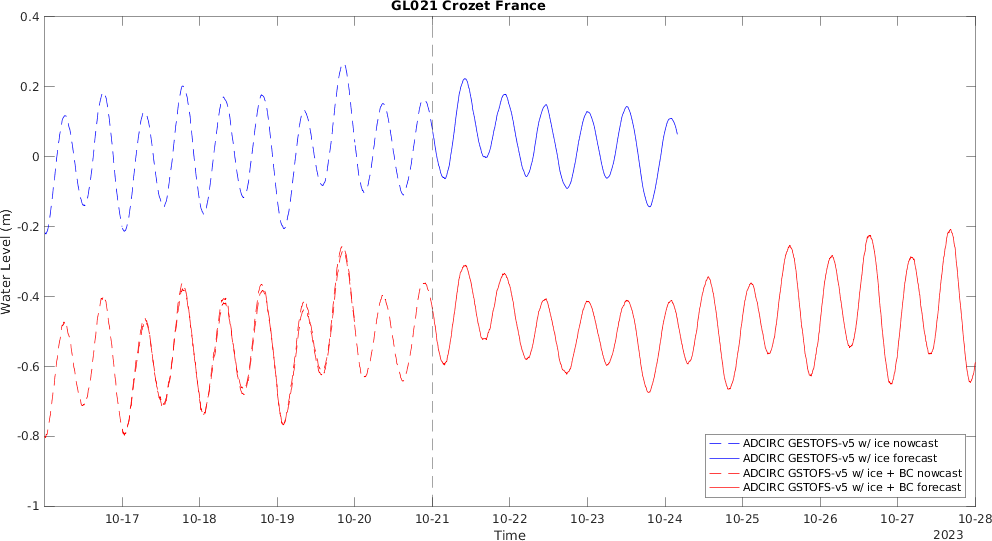 GL021 Crozet France
0.4
0.2
0
-0.2
-0.4
-0.6
-0.8
-1
Water Level (m)
ADCIRC GESTOFS-v5 w/ ice nowcast
ADCIRC GESTOFS-v5 w/ ice forecast
ADCIRC GSTOFS-v5 w/ ice + BC nowcast
ADCIRC GSTOFS-v5 w/ ice + BC forecast
10-17 10-18 10-19 10-20 10-21 10-22 10-23 10-24 10-25 10-26 10-27 10-28
Time
2023